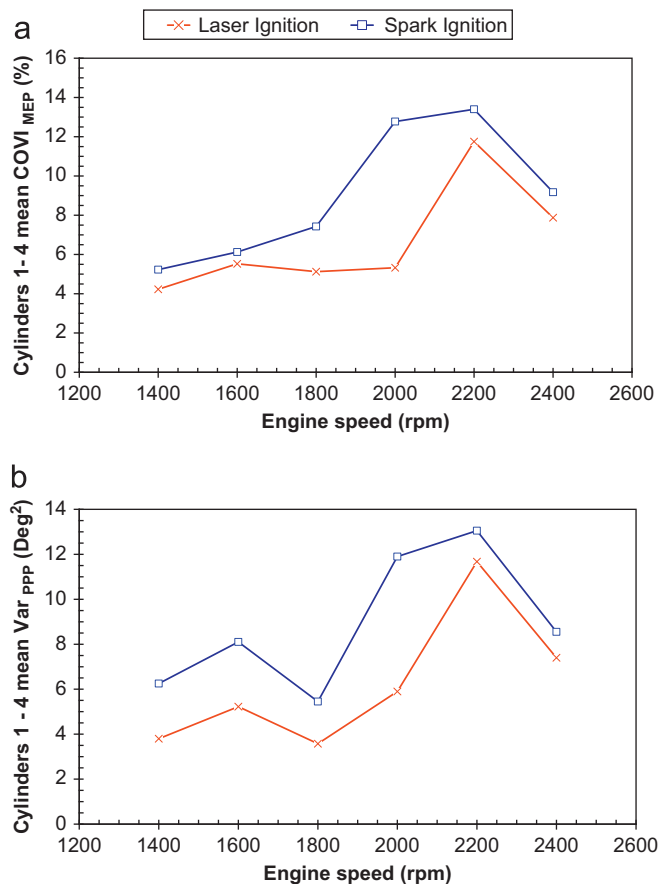 Laser Ignition Spark Ignition
a
Cylinders 1- 4 mean COVI MEP (%)
16
14
12
10
8
6
4
2
0
1200 1400 1600 1800 2000 2200 2400 2600
Engine speed (rpm)
b
Cylinders 1 - 4 mean Var PPP (Deg²)
14
12
10
8
6
4
2
0
1200 1400 1600 1800 2000 2200 2400 2600
Engine speed (rpm)